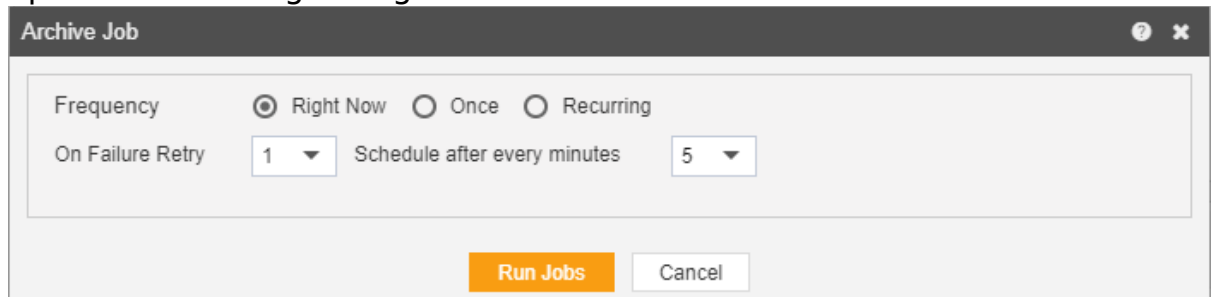 Archive Job
Frequency Right Now Once Recurring
On Failure Retry 1 Schedule after every minutes 5
Run Jobs Cancel